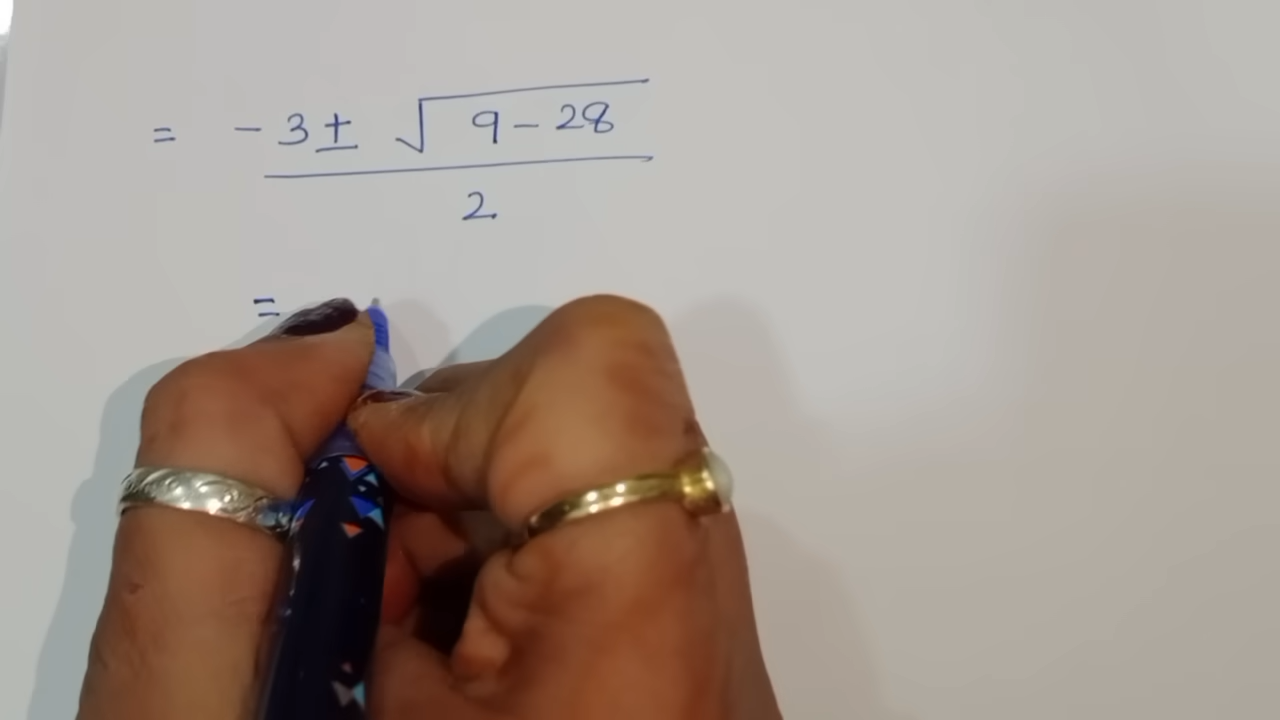 = -3 ± √9-28
2
=